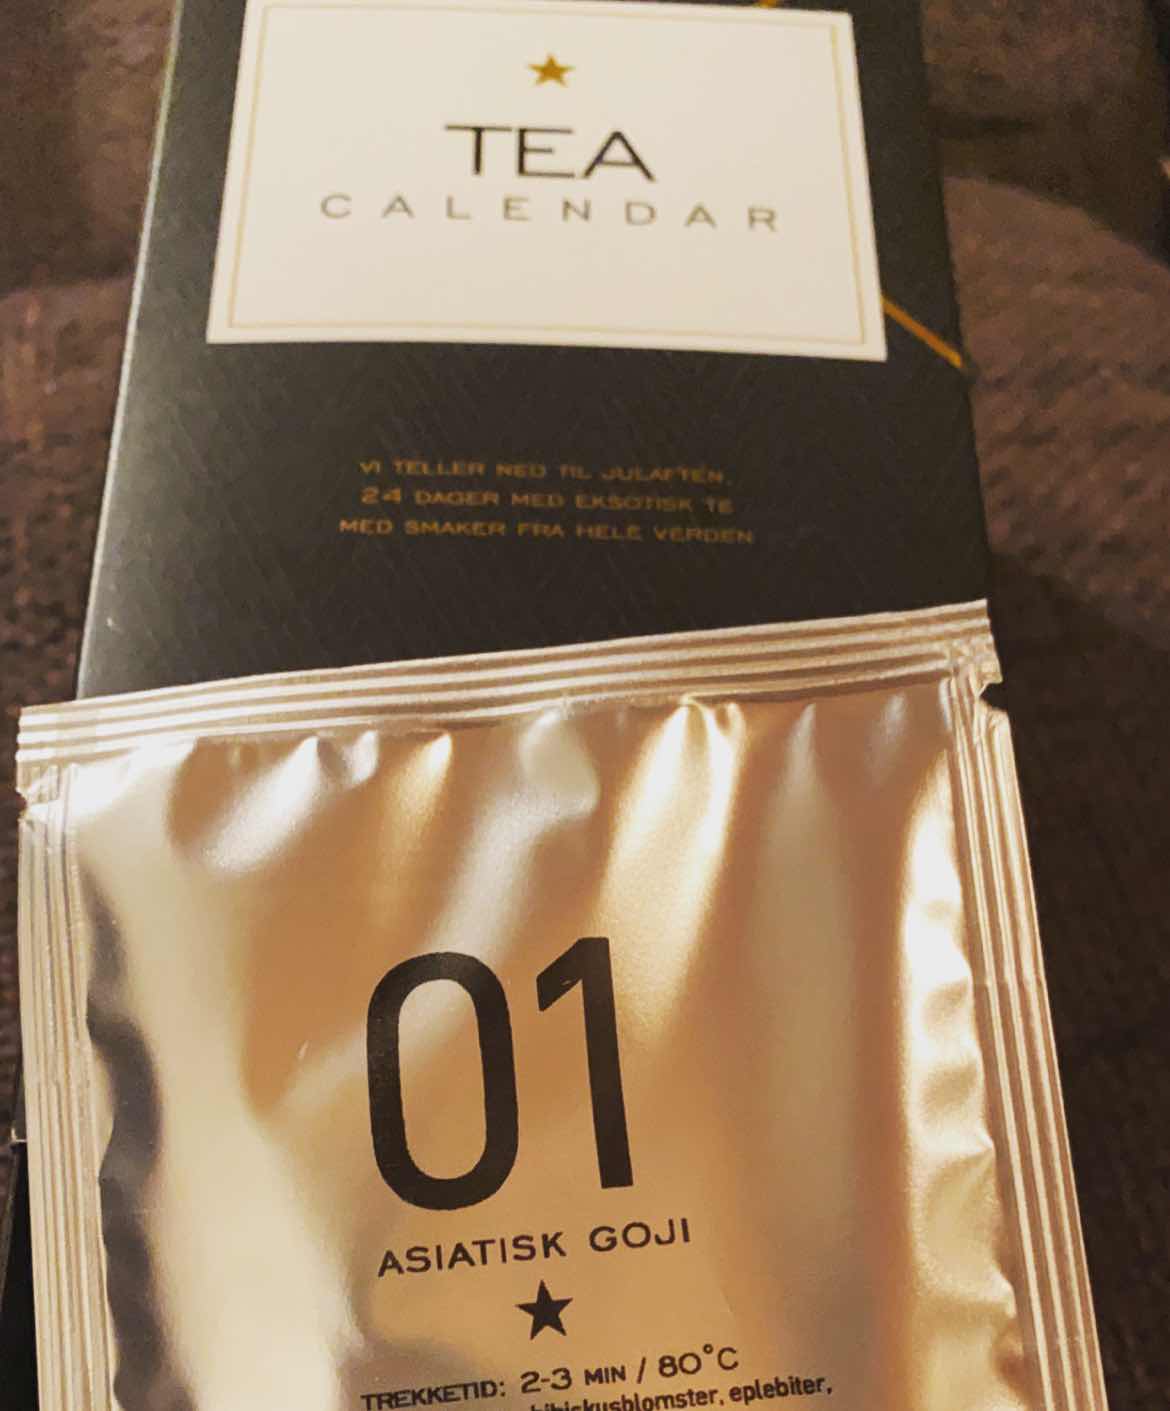 TEA
CALENDAR
VI TELLER NED TIL JULAFTEN.
24 DAGER MED EKSOTISK TE
MED SMAKER FRA HELE VERDEN
01
ASIATISK GOJI
TREKKETID: 2-3 MIN / 80°C
hibiskusblomster, eplebiter,